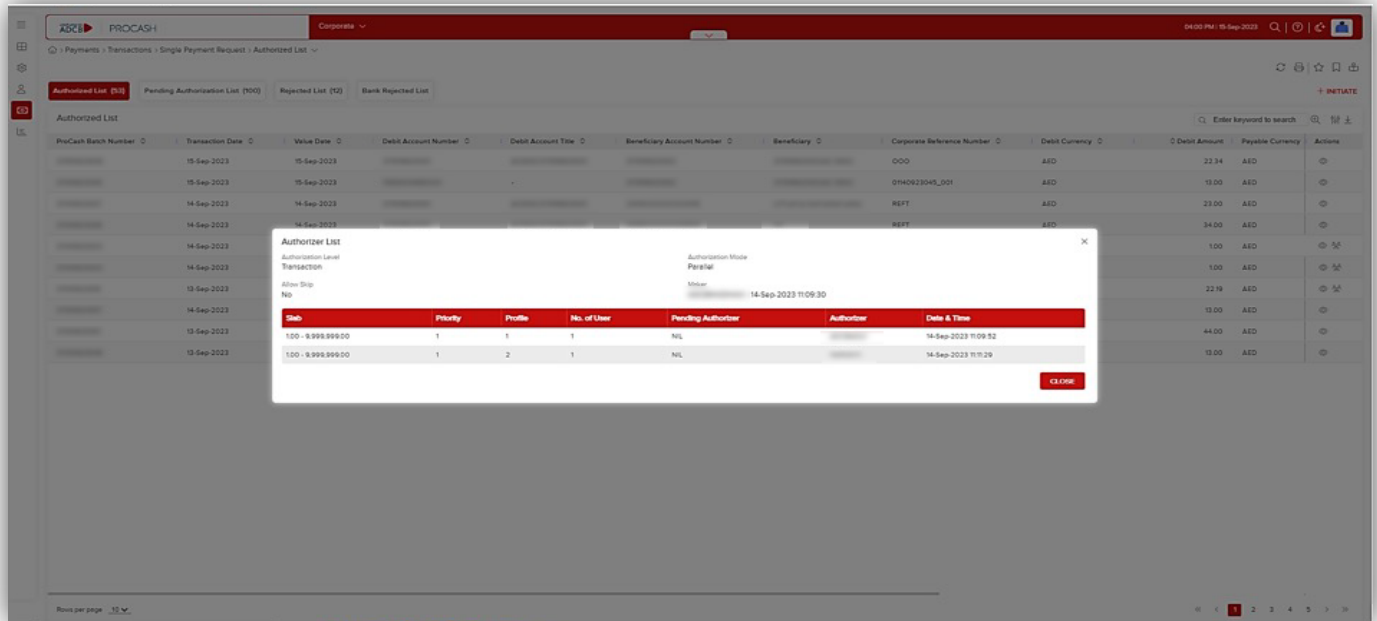 ADCB PROCASH Corporate 04:00 PM | 15-Sep-2023
Payments > Transactions > Single Payment Request > Authorized List
Authorized List (53) Pending Authorization List (100) Rejected List (12) Bank Rejected List + INITIATE
Authorized List Enter keyword to search
ProCash Batch Number Transaction Date Value Date Debit Account Number Debit Account Title Beneficiary Account Number Beneficiary Corporate Reference Number Debit Currency Debit Amount Payable Currency Actions
15-Sep-2023 15-Sep-2023 OOO AED 22.34 AED
15-Sep-2023 15-Sep-2023 - 01140923045_001 AED 13.00 AED
14-Sep-2023 14-Sep-2023 REFT AED 23.00 AED
14-Sep-2023 14-Sep-2023 REFT AED 34.00 AED
14-Sep-2023 1.00 AED
14-Sep-2023 1.00 AED
13-Sep-2023 22.19 AED
14-Sep-2023 13.00 AED
13-Sep-2023 44.00 AED
13-Sep-2023 13.00 AED
Authorizer List
Authorization Level Authorization Mode
Transaction Parallel
Allow Skip Maker
No 14-Sep-2023 11:09:30
Slab Priority Profile No. of User Pending Authorizer Authorizer Date & Time
1.00 - 9,999,999.00 1 1 1 NIL 14-Sep-2023 11:09:52
1.00 - 9,999,999.00 1 2 1 NIL 14-Sep-2023 11:11:29
CLOSE
Rows per page 10 1 2 3 4 5